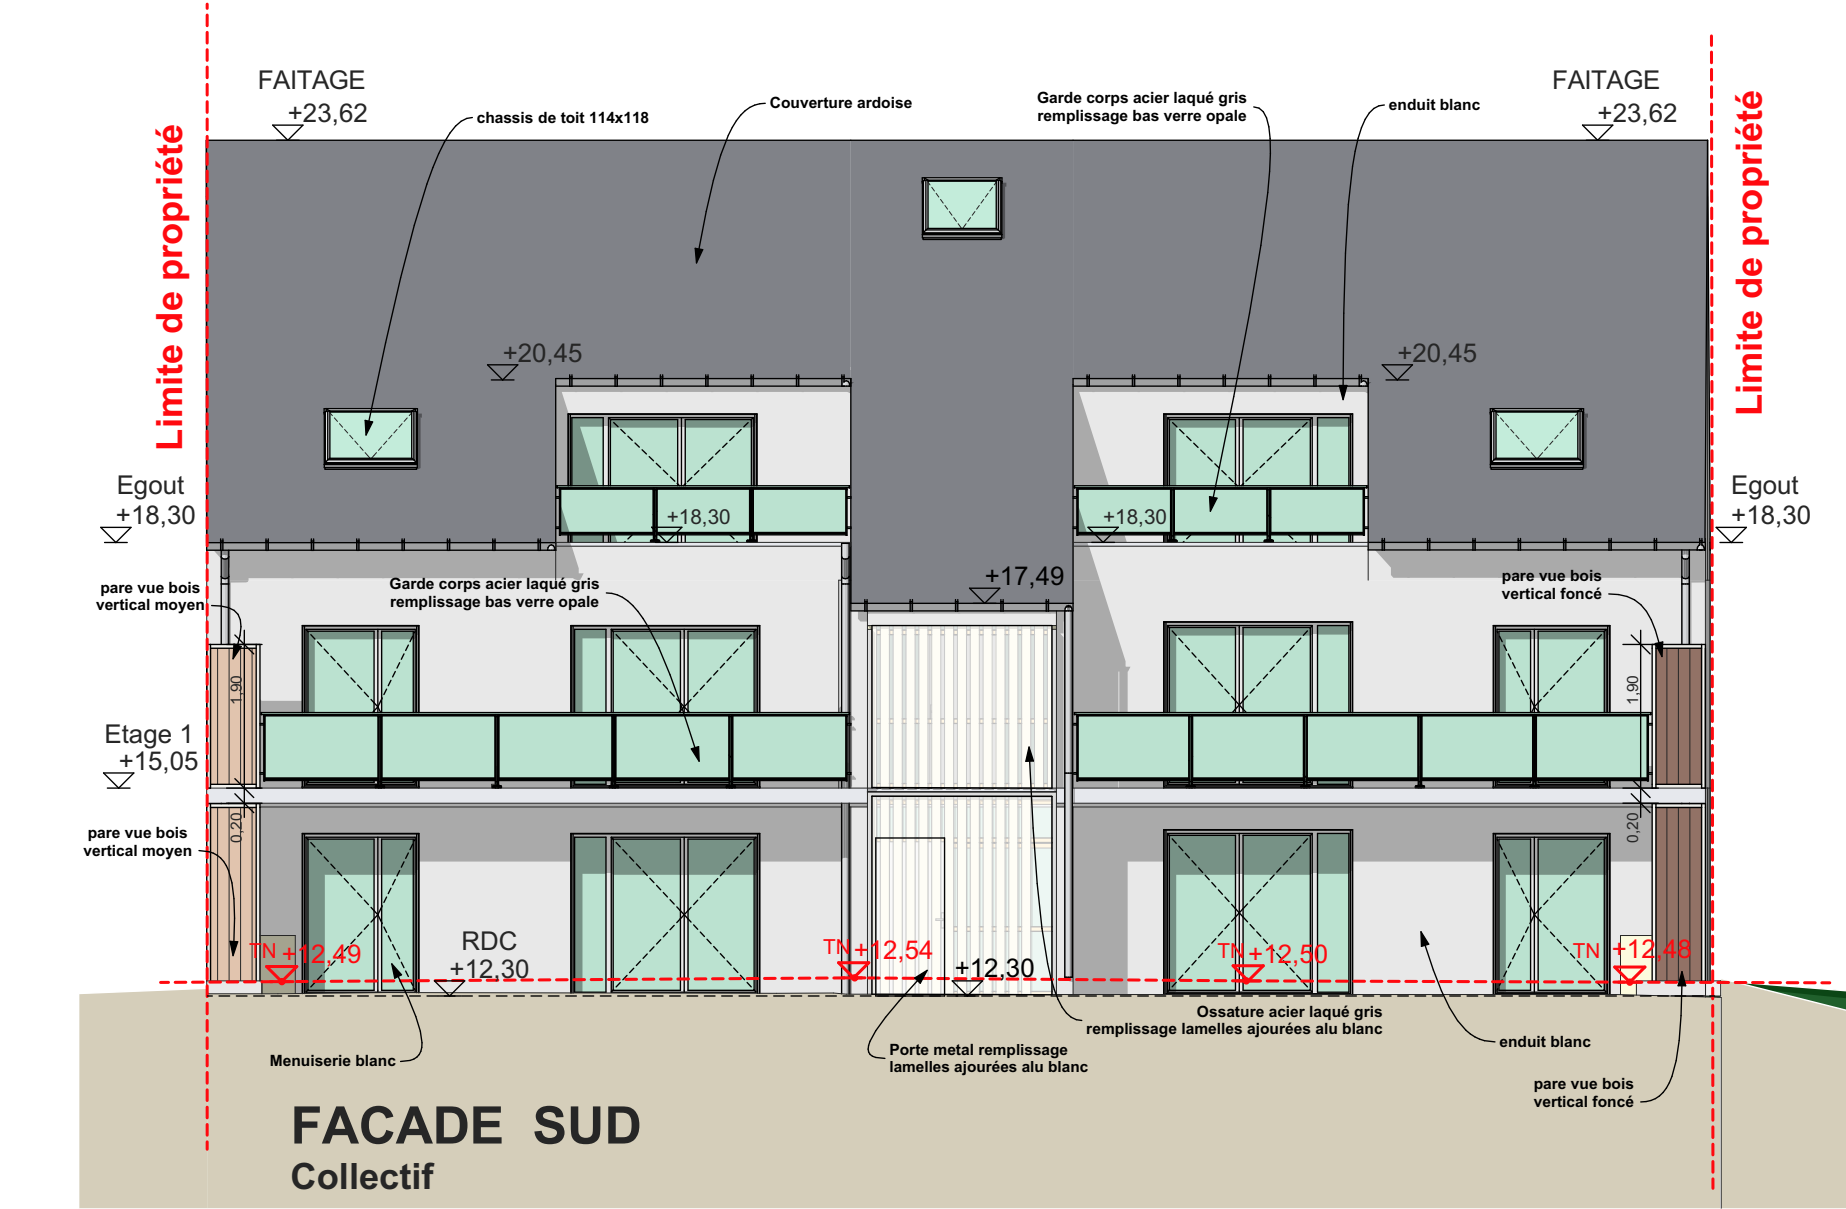 FAITAGE
+23,62
chassis de toit 114x118
Couverture ardoise
Garde corps acier laqué gris
remplissage bas verre opale
enduit blanc
FAITAGE
+23,62
Limite de propriété
Limite de propriété
+20,45
+20,45
Egout
+18,30
+18,30
+18,30
Egout
+18,30
pare vue bois
vertical moyen
Garde corps acier laqué gris
remplissage bas verre opale
+17,49
pare vue bois
vertical foncé
1,90
1,90
Etage 1
+15,05
0,20
0,20
pare vue bois
vertical moyen
TN +12,49
RDC
+12,30
TN +12,54
+12,30
TN +12,50
TN +12,48
Ossature acier laqué gris
remplissage lamelles ajourées alu blanc
Menuiserie blanc
Porte metal remplissage
lamelles ajourées alu blanc
enduit blanc
pare vue bois
vertical foncé
FACADE SUD
Collectif